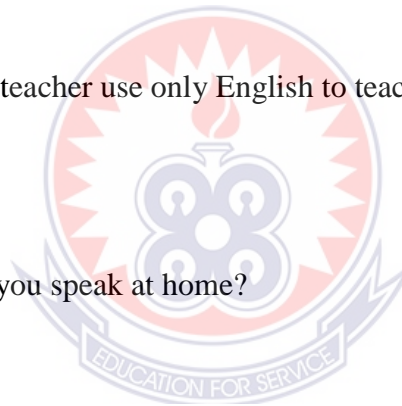 teacher use only English to teac
you speak at home?
EDUCATION FOR SERVICE